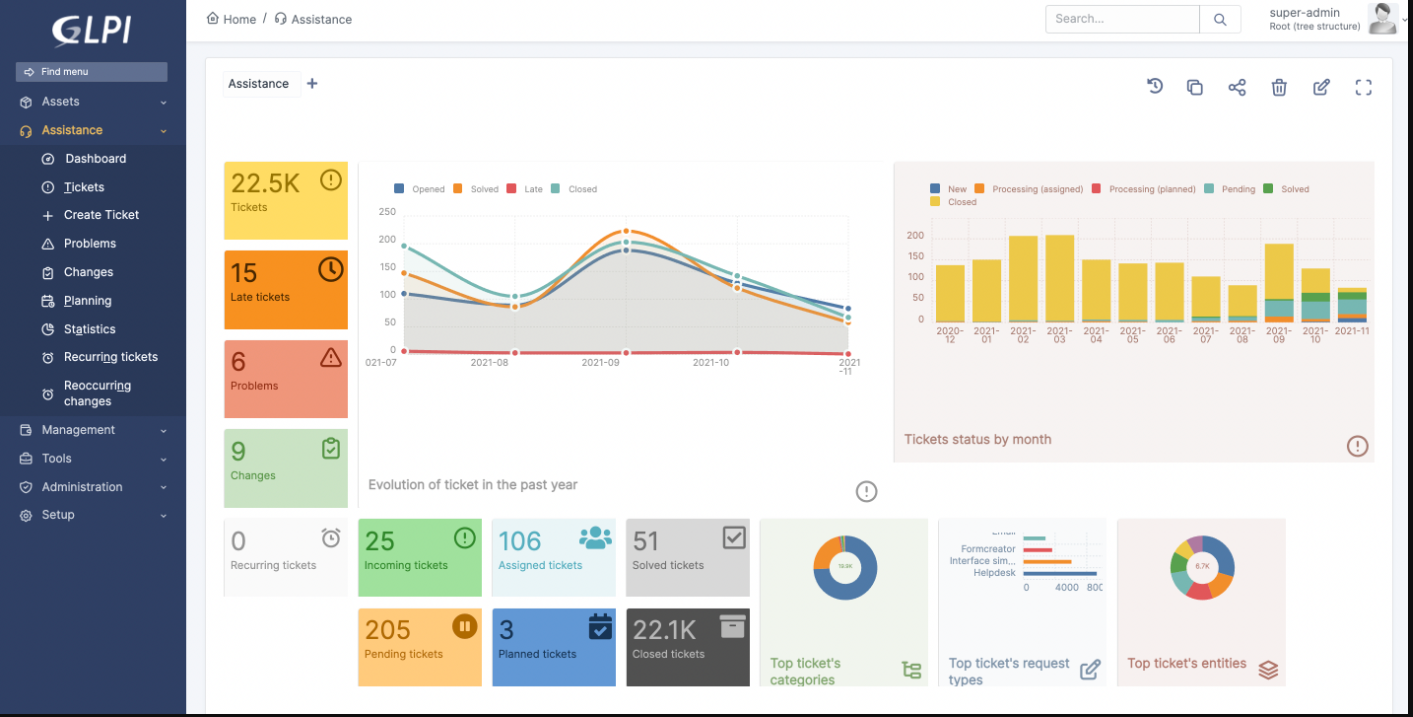 GLPI
Find menu
Assets
Assistance
Dashboard
Tickets
Create Ticket
Problems
Changes
Planning
Statistics
Recurring tickets
Reoccurring
changes
Management
Tools
Administration
Setup
Home / Assistance
Search...
super-admin
Root (tree structure)
Assistance +
22.5K
Tickets
15
Late tickets
6
Problems
9
Changes
Opened Solved Late Closed
250
200
150
100
50
0
021-07 2021-08 2021-09 2021-10 2021
-11
Evolution of ticket in the past year
New Processing (assigned) Processing (planned) Pending Solved
Closed
200
150
100
50
0
2020- 2021- 2021- 2021- 2021- 2021- 2021- 2021- 2021- 2021- 2021- 2021-11
12 01 02 03 04 05 06 07 08 09 10
Tickets status by month
0
Recurring tickets
25
Incoming tickets
106
Assigned tickets
51
Solved tickets
205
Pending tickets
3
Planned tickets
22.1K
Closed tickets
Top ticket's
categories
Formcreator
Interface sim...
Helpdesk
0 4000 800
Top ticket's request
types
6.7K
Top ticket's entities